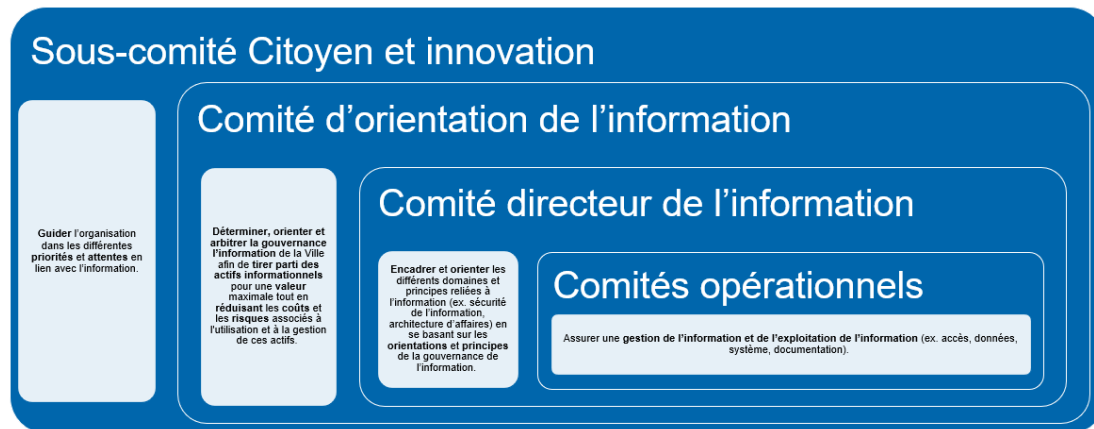 Sous-comité Citoyen et innovation
Comité d’orientation de l’information
Comité directeur de l’information
Comités opérationnels
Guider l’organisation
dans les différentes
priorités et attentes en
lien avec l’information.
Déterminer, orienter et
arbitrer la gouvernance
l’information de la Ville
afin de tirer parti des
actifs informationnels
pour une valeur
maximale tout en
réduisant les coûts et
les risques associés à
l'utilisation et à la gestion
de ces actifs.
Encadrer et orienter les
différents domaines et
principes reliées à
l’information (ex. sécurité
de l’information,
architecture d’affaires) en
se basant sur les
orientations et principes
de la gouvernance de
l’information.
Assurer une gestion de l’information et de l’exploitation de l’information (ex. accès, données,
système, documentation).